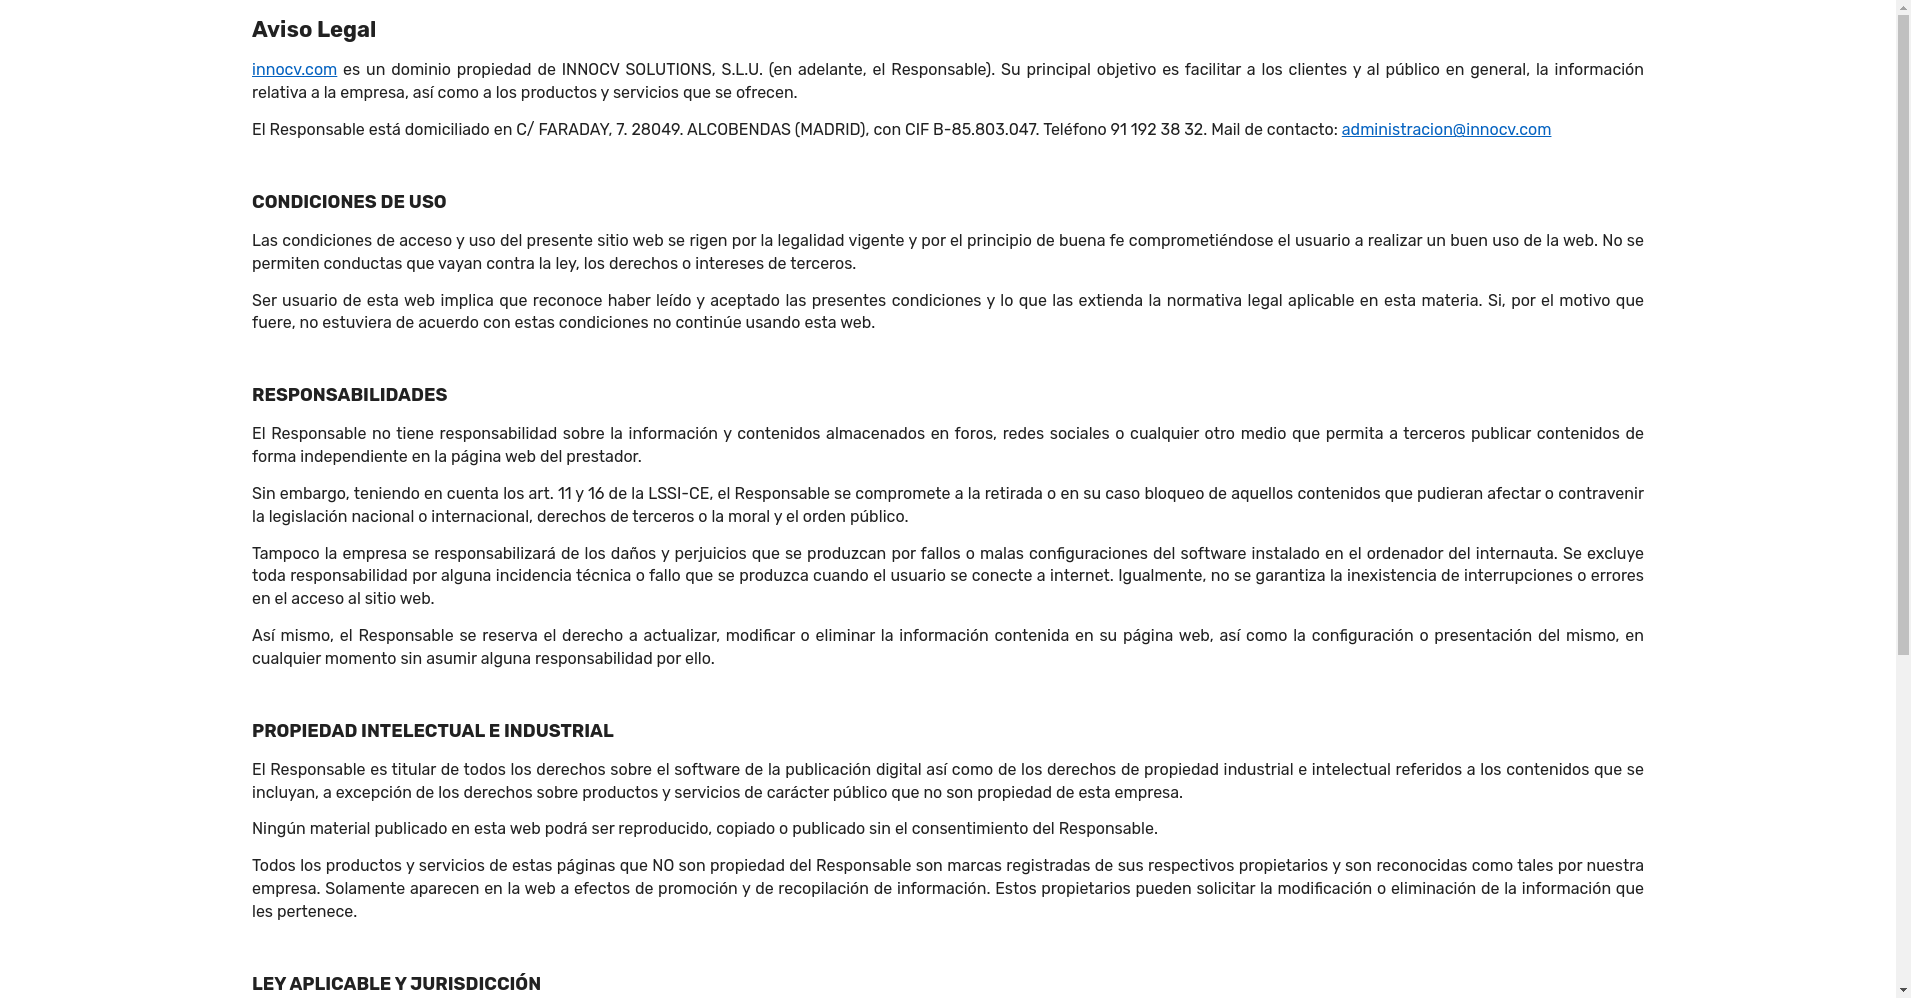 Aviso Legal
innocv.com es un dominio propiedad de INNOCV SOLUTIONS, S.L.U. (en adelante, el Responsable). Su principal objetivo es facilitar a los clientes y al público en general, la información
relativa a la empresa, así como a los productos y servicios que se ofrecen.
El Responsable está domiciliado en C/ FARADAY, 7. 28049. ALCOBENDAS (MADRID), con CIF B-85.803.047. Teléfono 91 192 38 32. Mail de contacto: administracion@innocv.com
CONDICIONES DE USO
Las condiciones de acceso y uso del presente sitio web se rigen por la legalidad vigente y por el principio de buena fe comprometiéndose el usuario a realizar un buen uso de la web. No se
permiten conductas que vayan contra la ley, los derechos o intereses de terceros.
Ser usuario de esta web implica que reconoce haber leído y aceptado las presentes condiciones y lo que las extienda la normativa legal aplicable en esta materia. Si, por el motivo que
fuere, no estuviera de acuerdo con estas condiciones no continúe usando esta web.
RESPONSABILIDADES
El Responsable no tiene responsabilidad sobre la información y contenidos almacenados en foros, redes sociales o cualquier otro medio que permita a terceros publicar contenidos de
forma independiente en la página web del prestador.
Sin embargo, teniendo en cuenta los art. 11 y 16 de la LSSI-CE, el Responsable se compromete a la retirada o en su caso bloqueo de aquellos contenidos que pudieran afectar o contravenir
la legislación nacional o internacional, derechos de terceros o la moral y el orden público.
Tampoco la empresa se responsabilizará de los daños y perjuicios que se produzcan por fallos o malas configuraciones del software instalado en el ordenador del internauta. Se excluye
toda responsabilidad por alguna incidencia técnica o fallo que se produzca cuando el usuario se conecte a internet. Igualmente, no se garantiza la inexistencia de interrupciones o errores
en el acceso al sitio web.
Así mismo, el Responsable se reserva el derecho a actualizar, modificar o eliminar la información contenida en su página web, así como la configuración o presentación del mismo, en
cualquier momento sin asumir alguna responsabilidad por ello.
PROPIEDAD INTELECTUAL E INDUSTRIAL
El Responsable es titular de todos los derechos sobre el software de la publicación digital así como de los derechos de propiedad industrial e intelectual referidos a los contenidos que se
incluyan, a excepción de los derechos sobre productos y servicios de carácter público que no son propiedad de esta empresa.
Ningún material publicado en esta web podrá ser reproducido, copiado o publicado sin el consentimiento del Responsable.
Todos los productos y servicios de estas páginas que NO son propiedad del Responsable son marcas registradas de sus respectivos propietarios y son reconocidas como tales por nuestra
empresa. Solamente aparecen en la web a efectos de promoción y de recopilación de información. Estos propietarios pueden solicitar la modificación o eliminación de la información que
les pertenece.
LEY APLICABLE Y JURISDICCIÓN